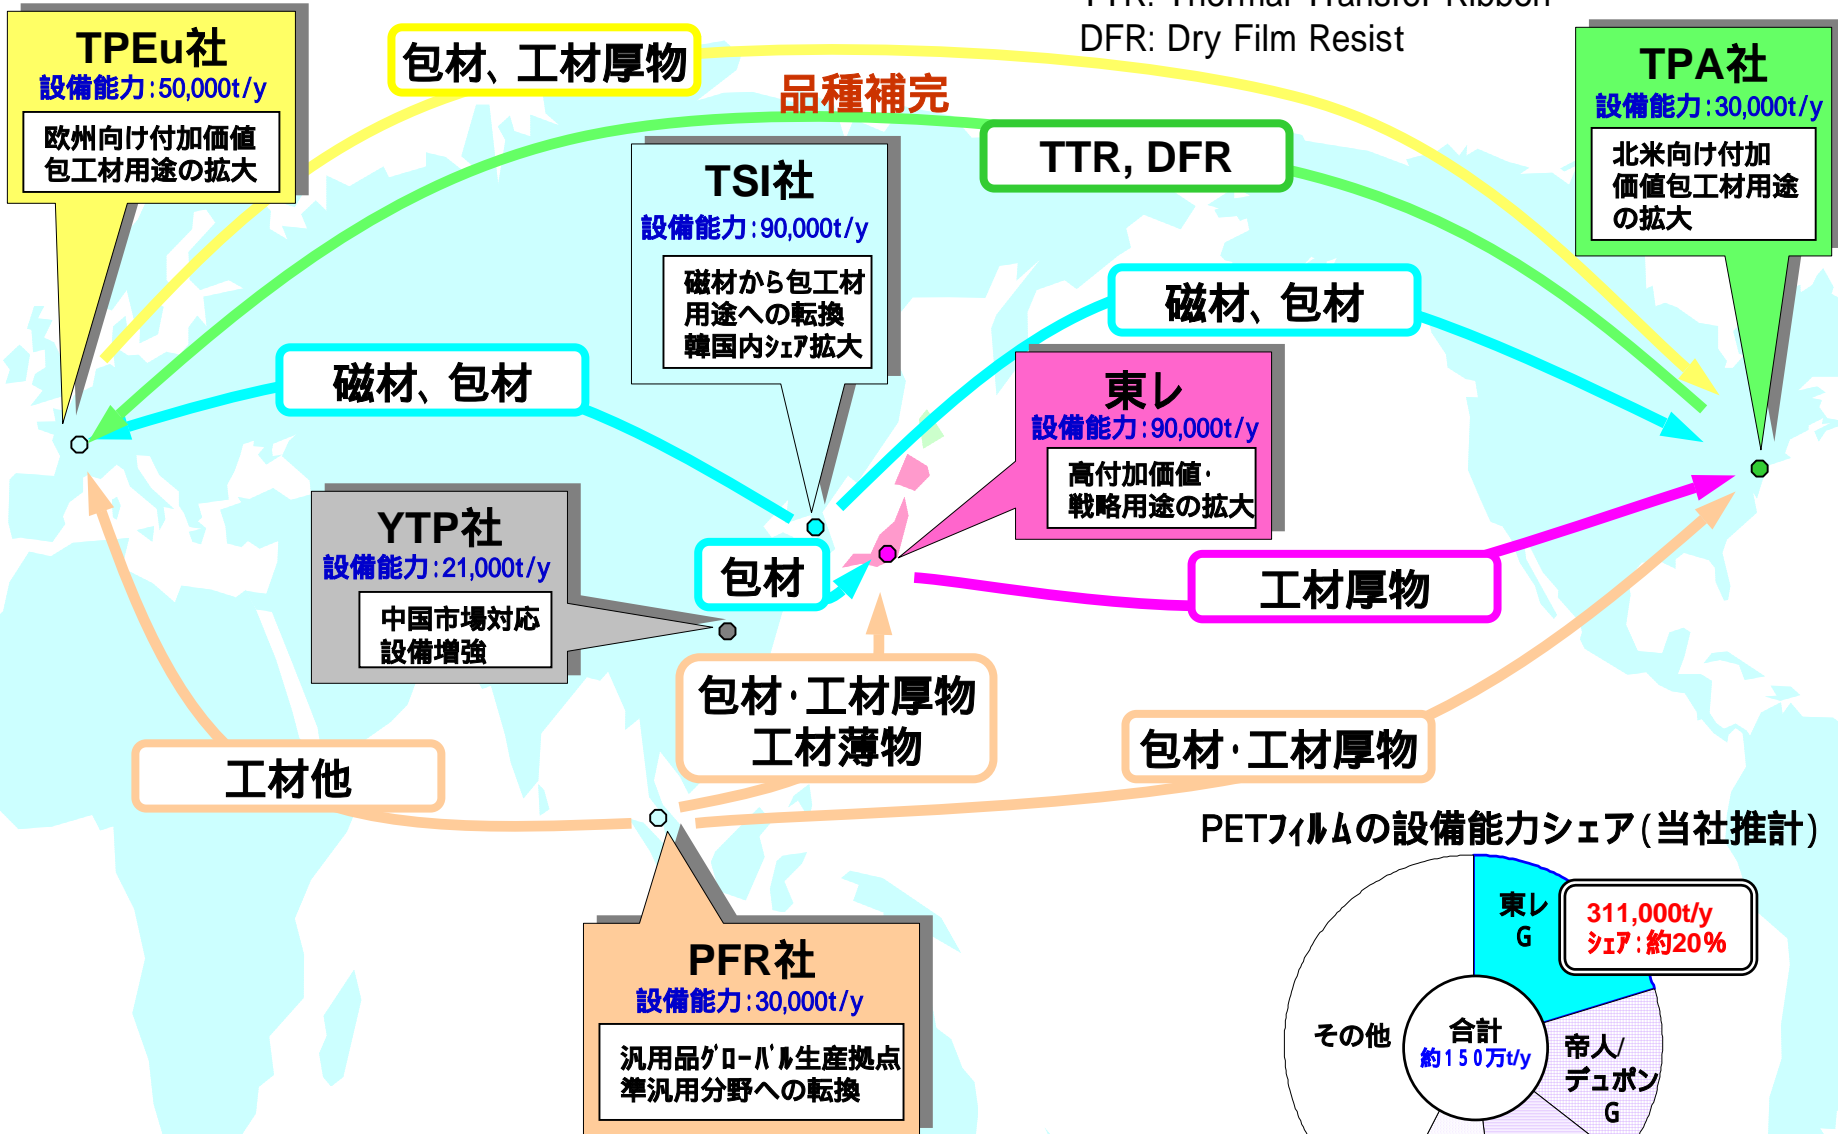 TTR: Thermal Transfer Ribbon
DFR: Dry Film Resist
TPEu社
設備能力:50,000t/y
欧州向け付加価値
包工材用途の拡大
包材、工材厚物
品種補完
TTR, DFR
TPA社
設備能力:30,000t/y
北米向け付加
価値包工材用途
の拡大
TSI社
設備能力:90,000t/y
磁材から包工材
用途への転換
韓国内ｼｪｱ拡大
磁材、包材
磁材、包材
東レ
設備能力:90,000t/y
高付加価値・
戦略用途の拡大
YTP社
設備能力:21,000t/y
中国市場対応
設備増強
包材
工材厚物
包材・工材厚物
工材薄物
包材・工材厚物
工材他
PFR社
設備能力:30,000t/y
汎用品ｸﾞﾛｰﾊﾞﾙ生産拠点
準汎用分野への転換
PETﾌｨﾙﾑの設備能力シェア(当社推計)
東レ
G
311,000t/y
ｼｪｱ:約20%
その他
合計
約150万t/y
帝人/
デュポン
G